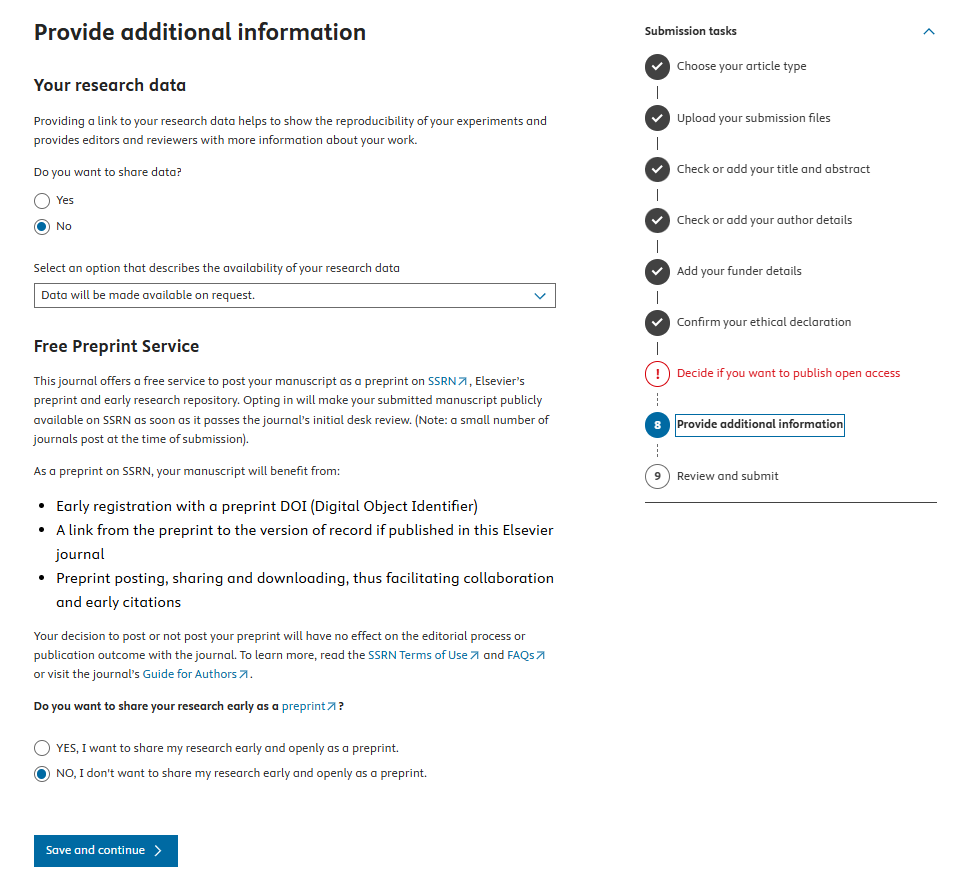 Provide additional information
Your research data
Providing a link to your research data helps to show the reproducibility of your experiments and
provides editors and reviewers with more information about your work.
Do you want to share data?
Yes
No
Select an option that describes the availability of your research data
Data will be made available on request.
Free Preprint Service
This journal offers a free service to post your manuscript as a preprint on SSRN, Elsevier's
preprint and early research repository. Opting in will make your submitted manuscript publicly
available on SSRN as soon as it passes the journal's initial desk review. (Note: a small number of
journals post at the time of submission).
As a preprint on SSRN, your manuscript will benefit from:
• Early registration with a preprint DOI (Digital Object Identifier)
• A link from the preprint to the version of record if published in this Elsevier
journal
• Preprint posting, sharing and downloading, thus facilitating collaboration
and early citations
Your decision to post or not post your preprint will have no effect on the editorial process or
publication outcome with the journal. To learn more, read the SSRN Terms of Use and FAQs
or visit the journal's Guide for Authors.
Do you want to share your research early as a preprint?
YES, I want to share my research early and openly as a preprint.
NO, I don't want to share my research early and openly as a preprint.
Save and continue
Submission tasks
Choose your article type
Upload your submission files
Check or add your title and abstract
Check or add your author details
Add your funder details
Confirm your ethical declaration
! Decide if you want to publish open access
8 Provide additional information
9 Review and submit